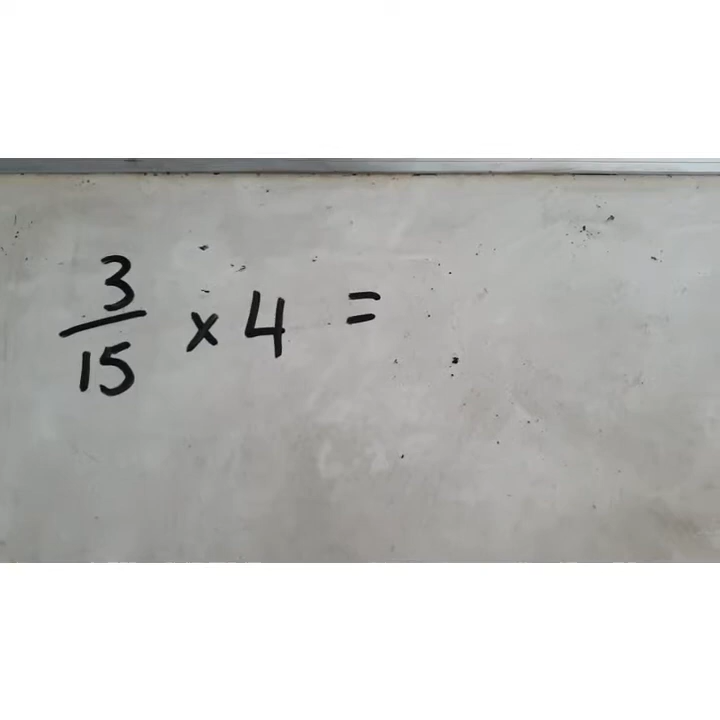 3/15 × 4 =